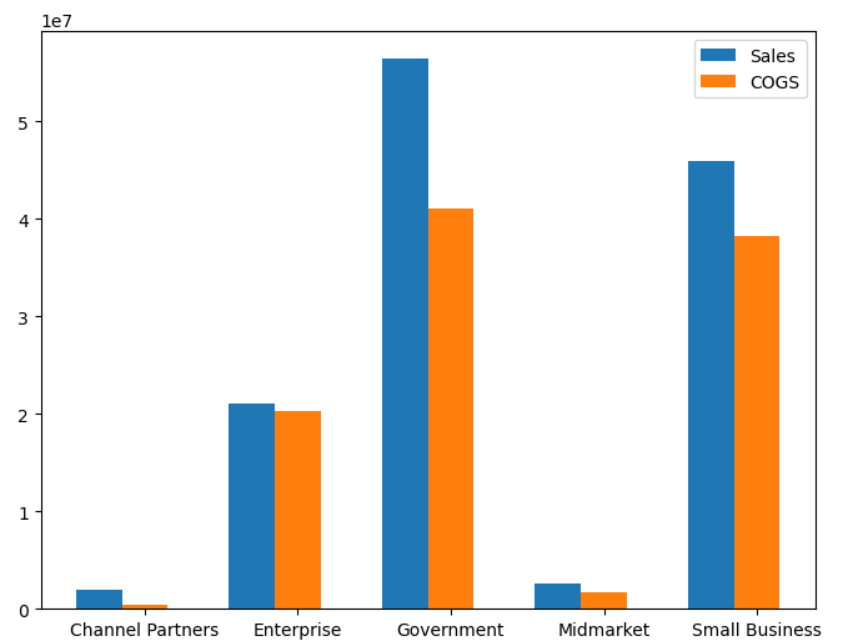 1e7
Sales
COGS
5
4
3
2
1
0
Channel Partners Enterprise Government Midmarket Small Business